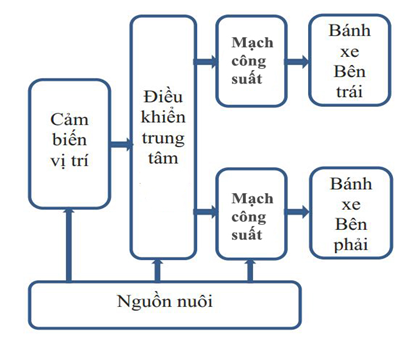 Cảm
biến
vị trí
Điều
khiển
trung
tâm
Mạch
công
suất
Bánh
xe
Bên
trái
Mạch
công
suất
Bánh
xe
Bên
phải
Nguồn nuôi